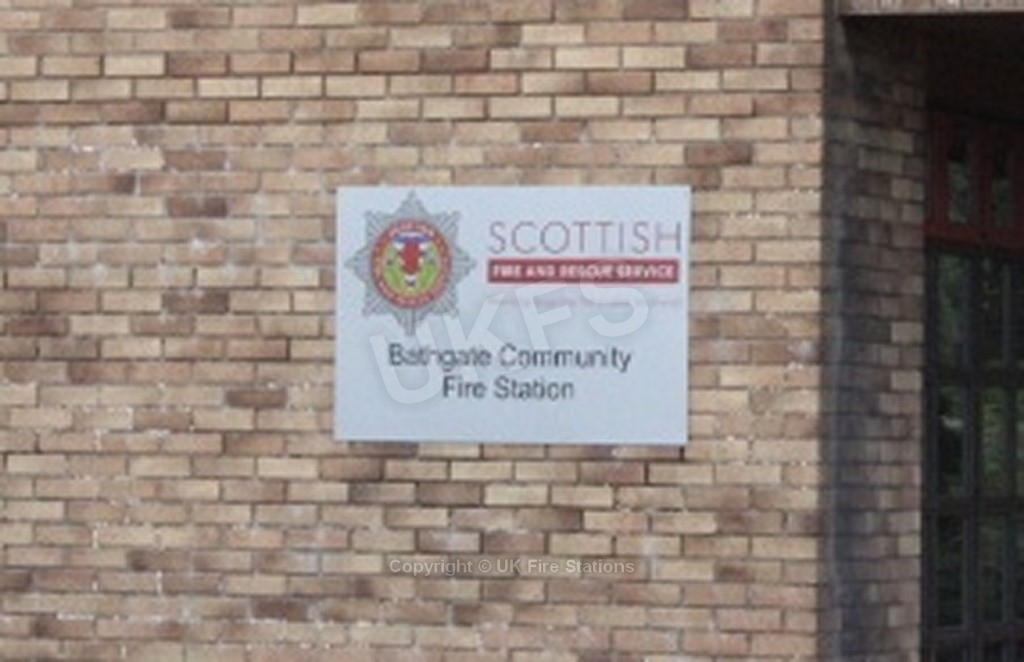 SCOTTISH
FIRE AND RESCUE SERVICE
UKFS
Bathgate Community
Fire Station
Copyright © UK Fire Stations